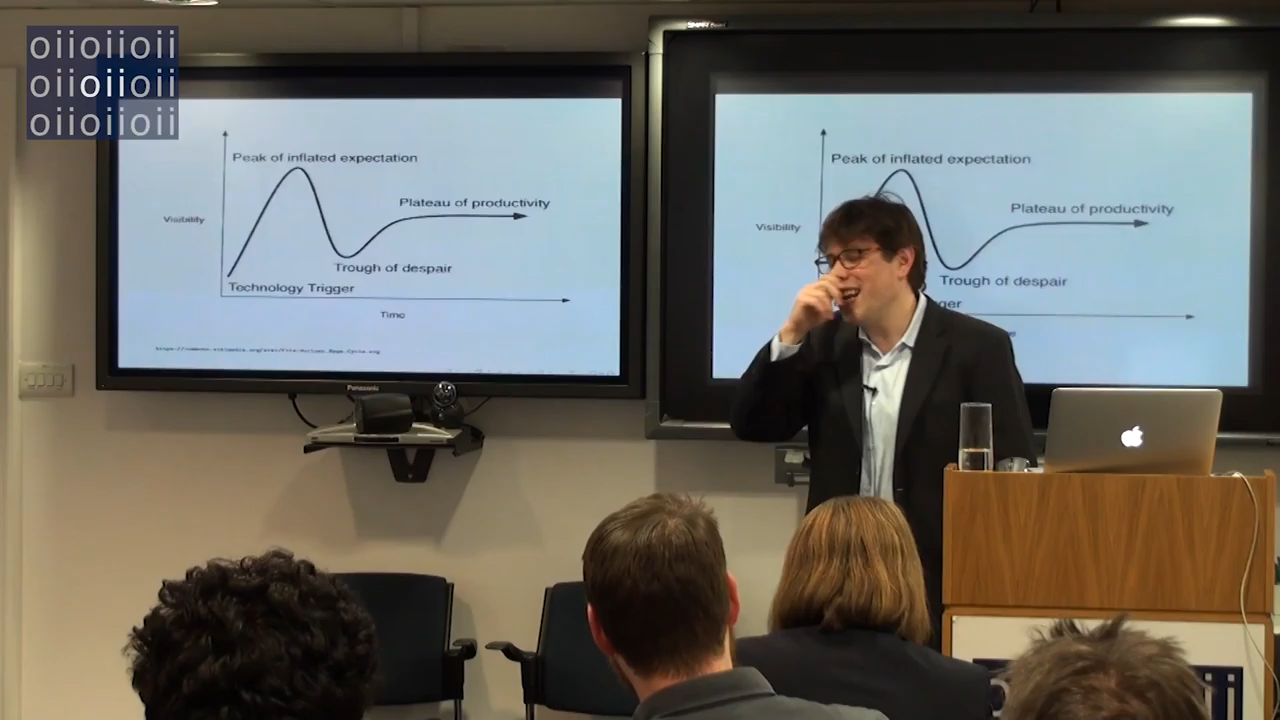 oiioiioii
oiioiioii
oiioiioii
Peak of inflated expectation
Plateau of productivity
Visibility
Trough of despair
Technology Trigger
Time
Panasonic
Peak of inflated expectation
Plateau of productivity
Visibility
Trough of despair
ger